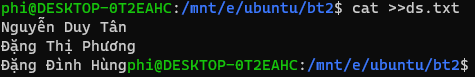 phi@DESKTOP-0T2EAHC:/mnt/e/ubuntu/bt2$ cat >>ds.txt
Nguyễn Duy Tân
Đặng Thị Phương
Đặng Đình Hùngphi@DESKTOP-0T2EAHC:/mnt/e/ubuntu/bt2$